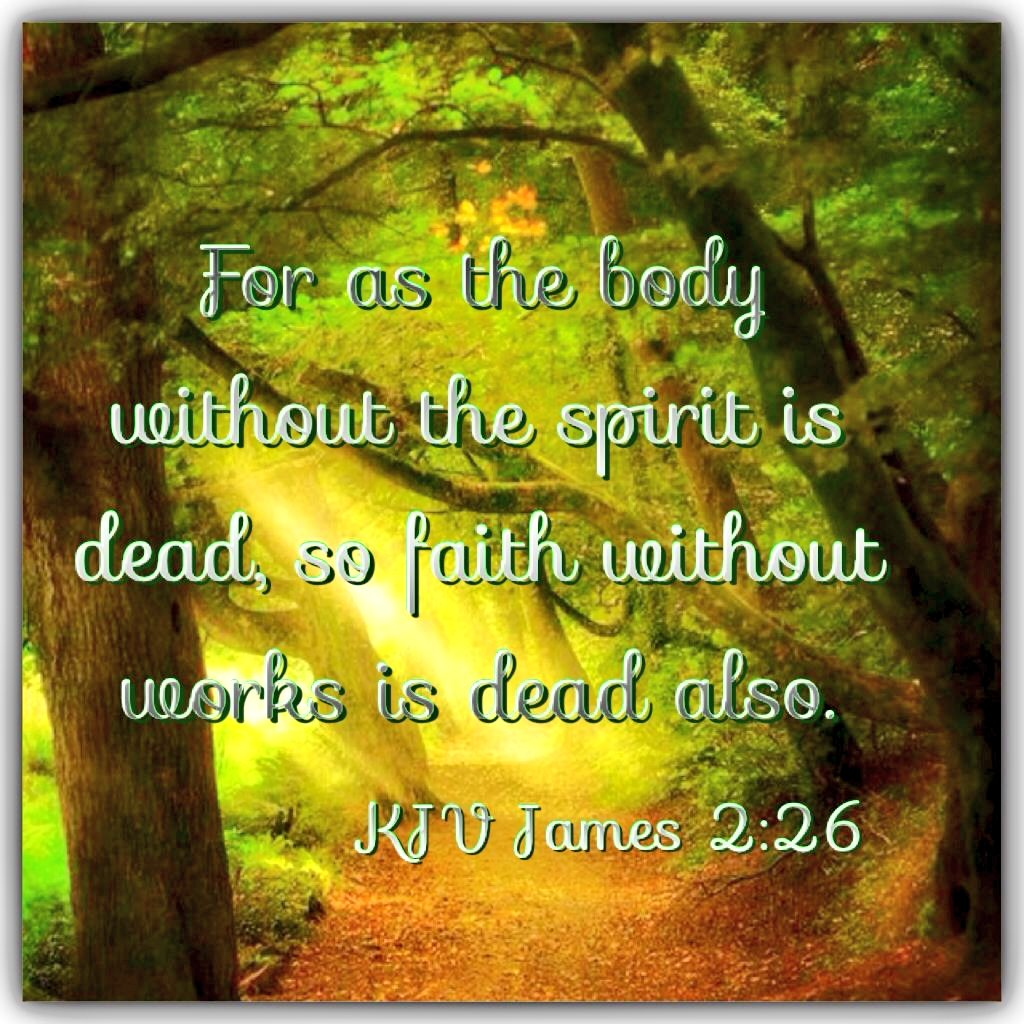 For as the body
without the spirit is
dead, so faith without
works is dead also.
KJV James 2:26